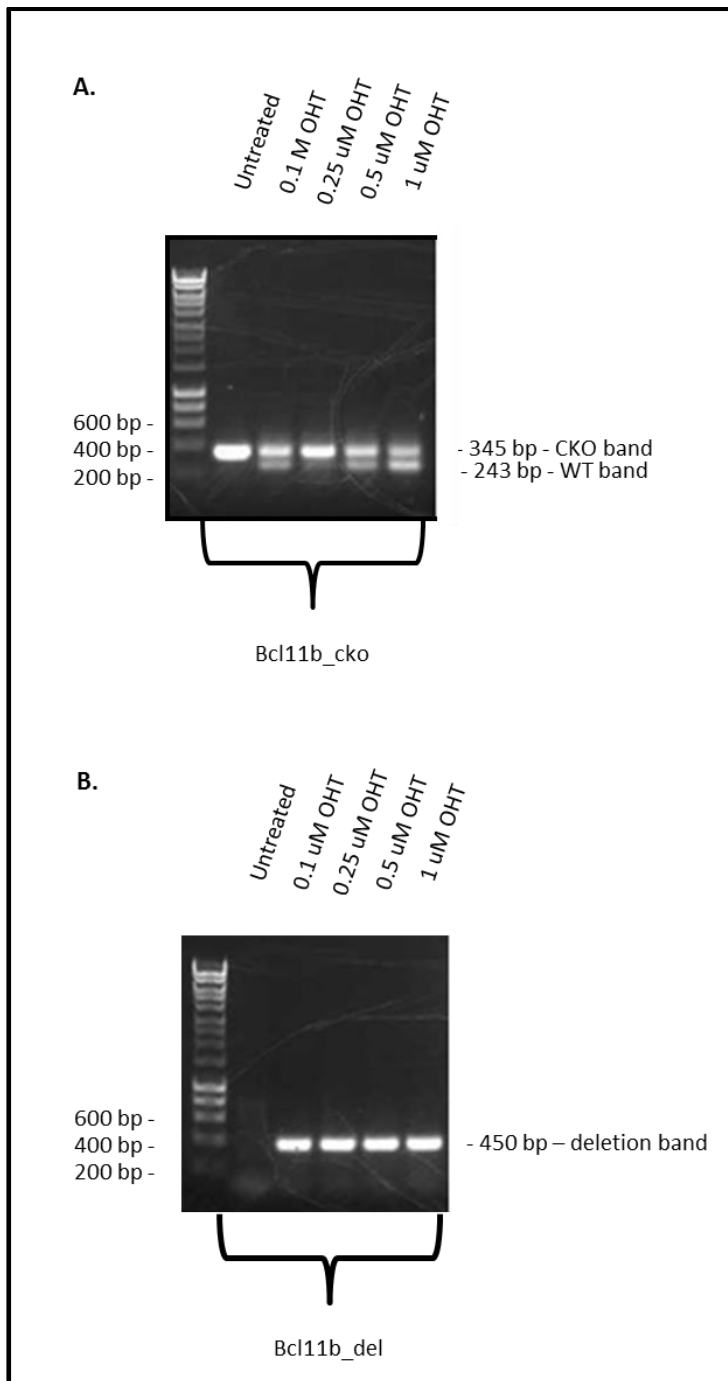 A.
Untreated
0.1 M OHT
0.25 uM OHT
0.5 uM OHT
1 uM OHT
600 bp -
400 bp -
200 bp -
- 345 bp - CKO band
- 243 bp - WT band
Bcl11b_cko
B.
Untreated
0.1 uM OHT
0.25 uM OHT
0.5 uM OHT
1 uM OHT
600 bp -
400 bp -
200 bp -
- 450 bp – deletion band
Bcl11b_del